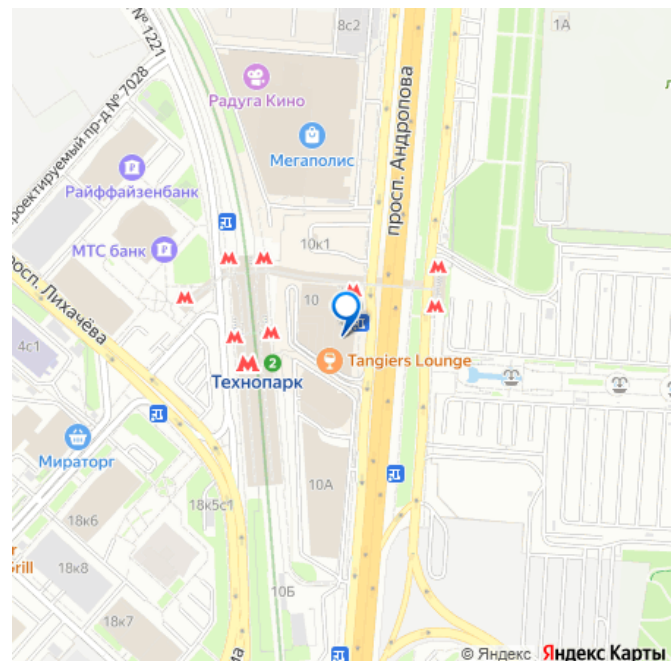 № 1221
8с2
1А
Радуга Кино
Мегаполис
просп. Андропова
Проектируемый пр-д № 7028
Райффайзенбанк
МТС банк
10к1
10
просп. Лихачёва
4с1
Tangiers Lounge
2
Технопарк
Мираторг
10А
18к5с1
18к6
18к8
Grill
10Б
18к7
© Яндекс Яндекс Карты